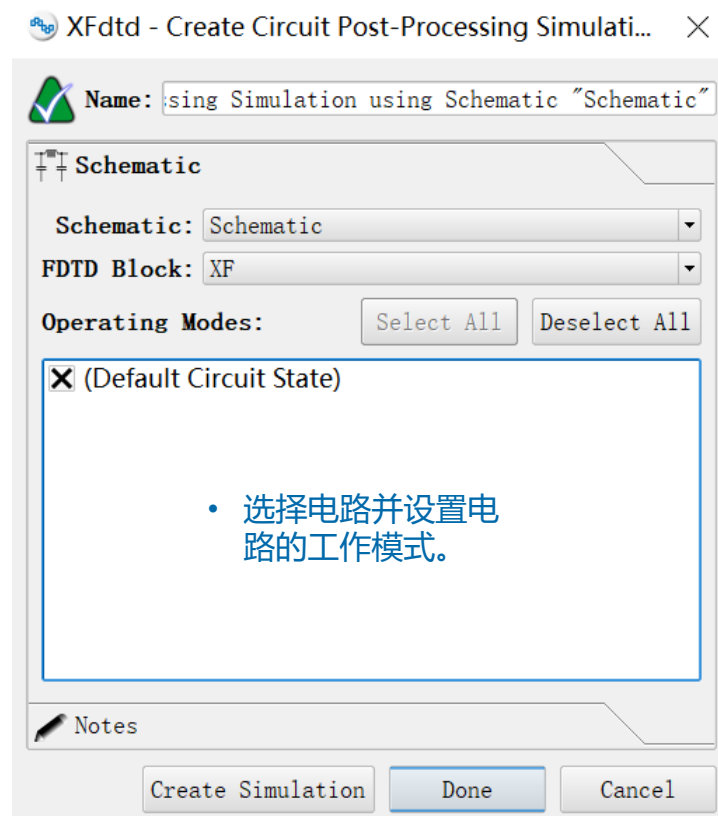 XFdtd - Create Circuit Post-Processing Simulati...
Name: sing Simulation using Schematic "Schematic"
Schematic
Schematic: Schematic
FDTD Block: XF
Operating Modes: Select All Deselect All
(Default Circuit State)
• 选择电路并设置电
路的工作模式。
Notes
Create Simulation Done Cancel